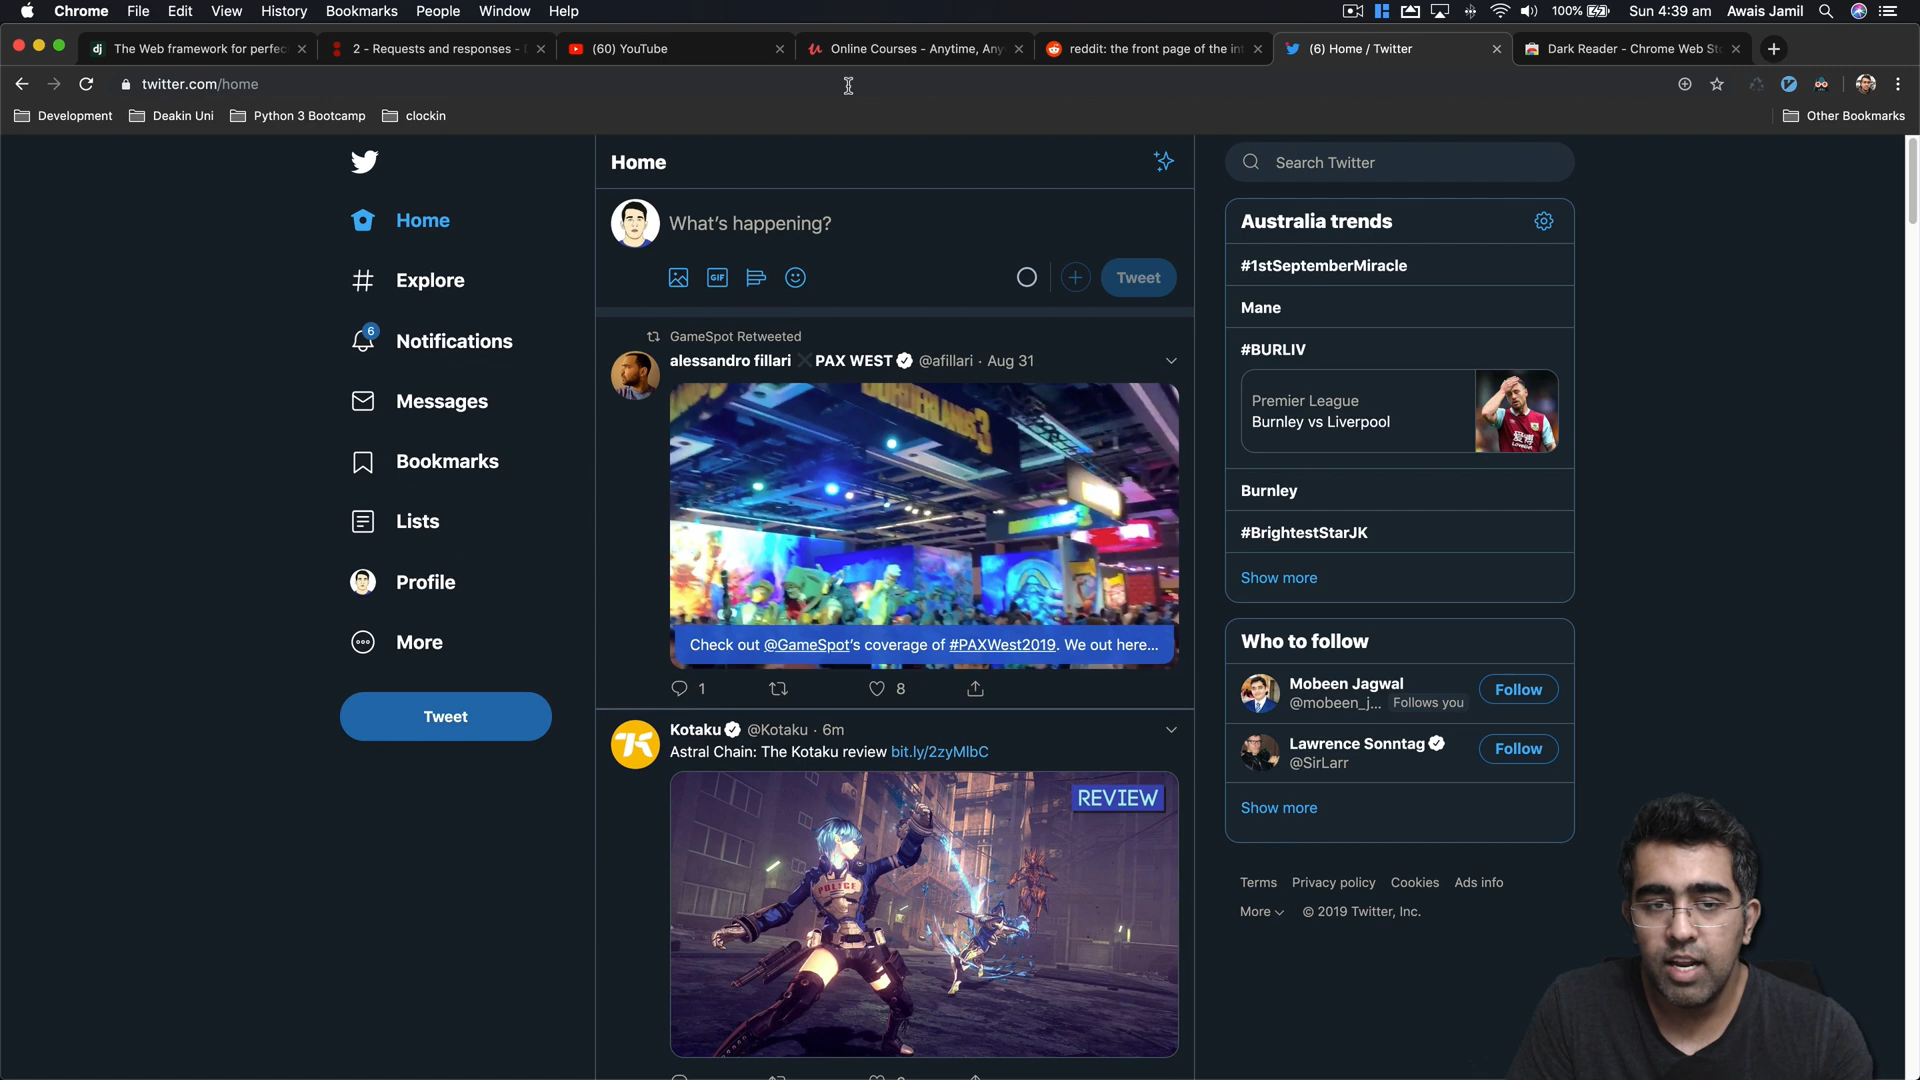 Chrome File Edit View History Bookmarks People Window Help 100% Sun 4:39 am Awais Jamil
dj The Web framework for perfec 2 - Requests and responses - D (60) YouTube Online Courses - Anytime, Any reddit: the front page of the int (6) Home / Twitter Dark Reader - Chrome Web Sto
twitter.com/home
Development Deakin Uni Python 3 Bootcamp clockin Other Bookmarks
Home
Explore
6
Notifications
Messages
Bookmarks
Lists
Profile
More
Tweet
Home
What's happening?
GIF Tweet
GameSpot Retweeted
alessandro fillari PAX WEST @afillari · Aug 31
BORDERLANDS 3
Check out @GameSpot's coverage of #PAXWest2019. We out here...
1 8
Kotaku @Kotaku · 6m
Astral Chain: The Kotaku review bit.ly/2zyMlbC
REVIEW
POLICE
Search Twitter
Australia trends
#1stSeptemberMiracle
Mane
#BURLIV
Premier League
Burnley vs Liverpool
Burnley
#BrightestStarJK
Show more
Who to follow
Mobeen Jagwal
@mobeen_j... Follows you
Follow
Lawrence Sonntag
@SirLarr
Follow
Show more
Terms Privacy policy Cookies Ads info
More © 2019 Twitter, Inc.